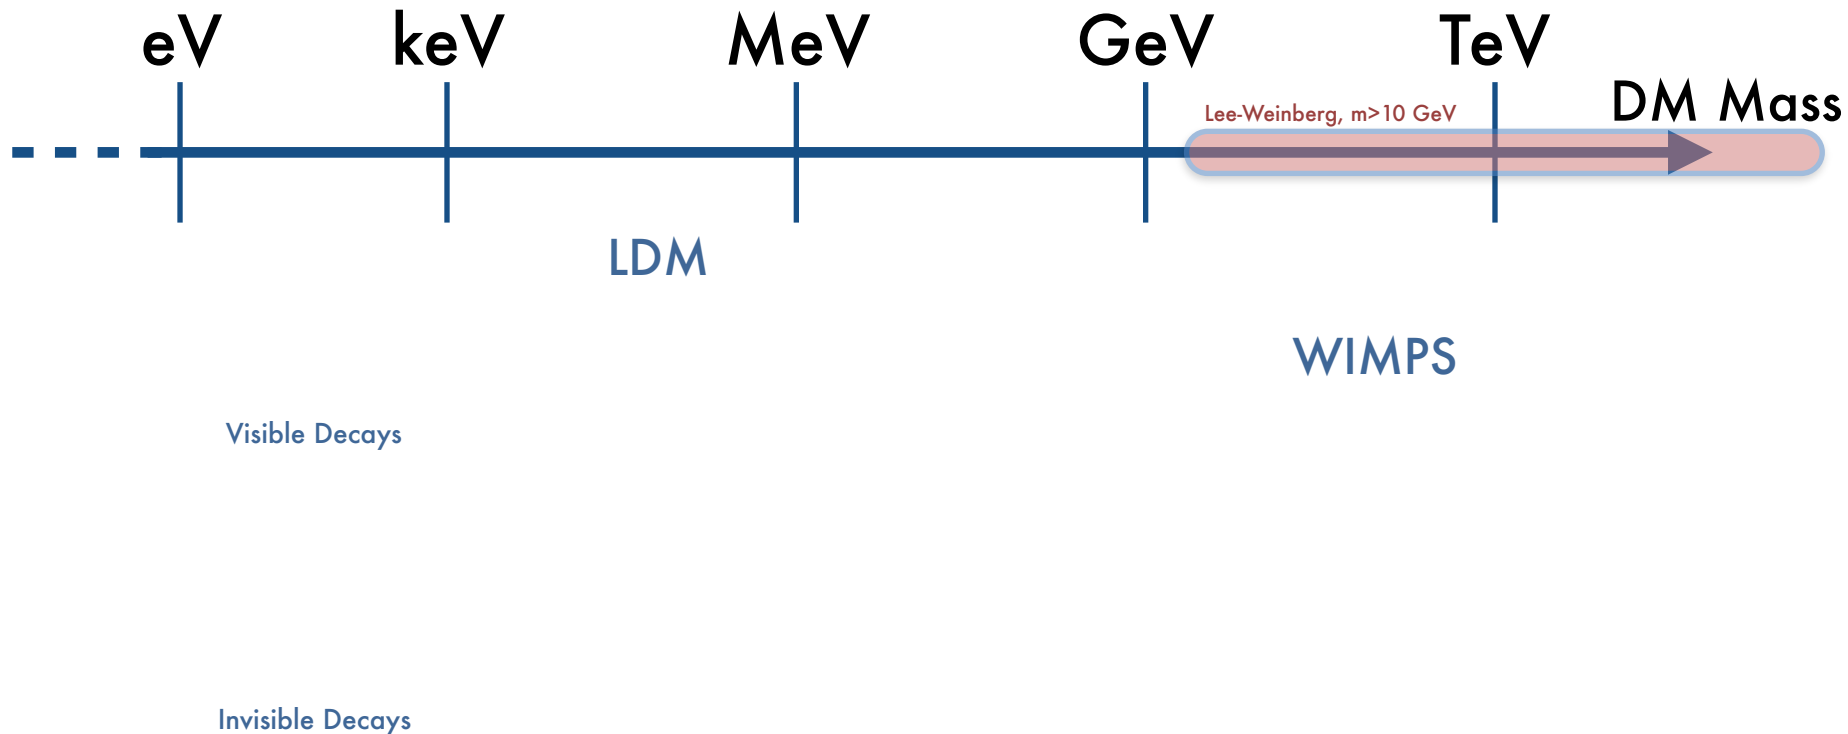 eV keV MeV GeV TeV
DM Mass
Lee-Weinberg, m>10 GeV
LDM
WIMPS
Visible Decays
Invisible Decays